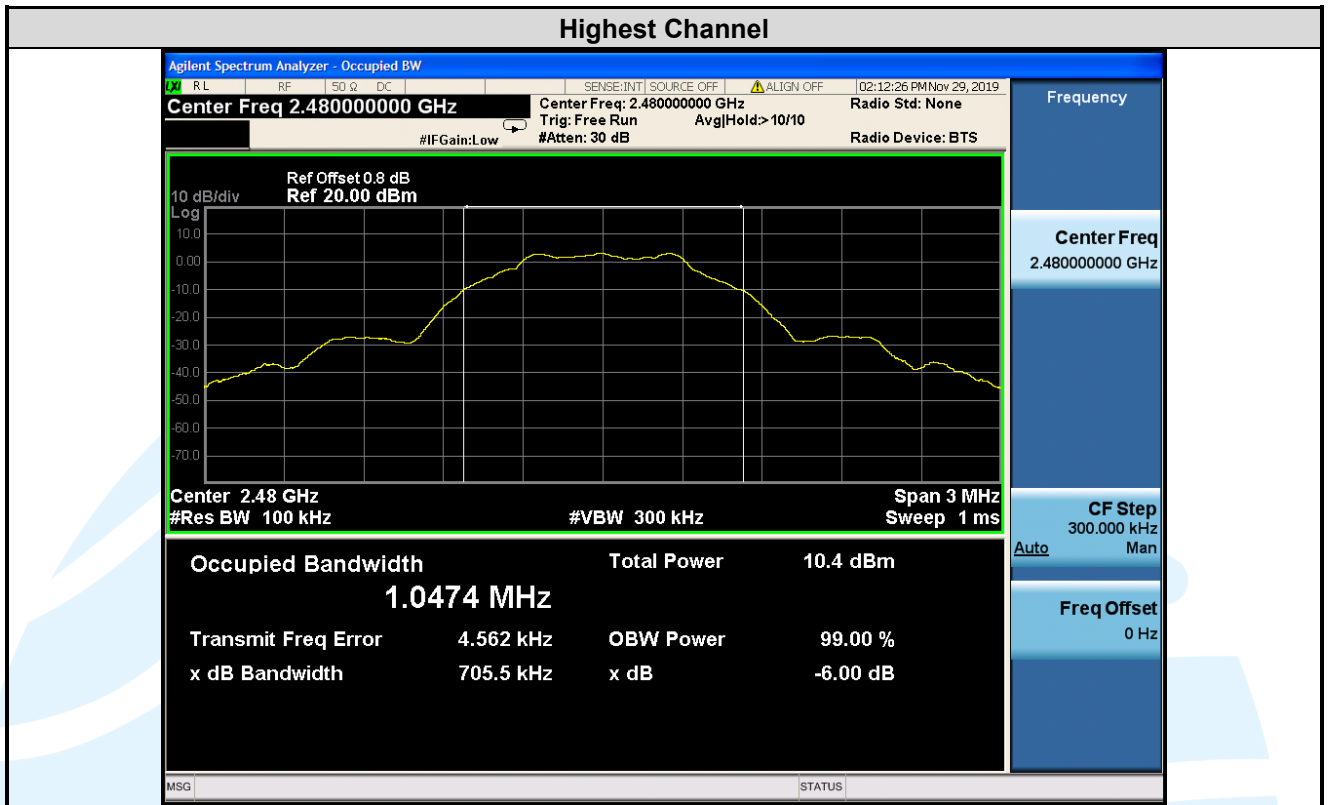 Highest Channel
Agilent Spectrum Analyzer - Occupied BW
LXI RL RF 50 Ω DC SENSE:INT SOURCE OFF ALIGN OFF 02:12:26 PM Nov 29, 2019
Center Freq 2.480000000 GHz
#IFGain:Low
Center Freq: 2.480000000 GHz
Trig: Free Run Avg|Hold:>10/10
#Atten: 30 dB
Radio Std: None
Radio Device: BTS
Ref Offset 0.8 dB
10 dB/div Ref 20.00 dBm
Log
10.0
0.00
-10.0
-20.0
-30.0
-40.0
-50.0
-60.0
-70.0
Center 2.48 GHz Span 3 MHz
#Res BW 100 kHz #VBW 300 kHz Sweep 1 ms
Occupied Bandwidth Total Power 10.4 dBm
1.0474 MHz
Transmit Freq Error 4.562 kHz OBW Power 99.00 %
x dB Bandwidth 705.5 kHz x dB -6.00 dB
Frequency
Center Freq
2.480000000 GHz
CF Step
300.000 kHz
Auto Man
Freq Offset
0 Hz
MSG STATUS